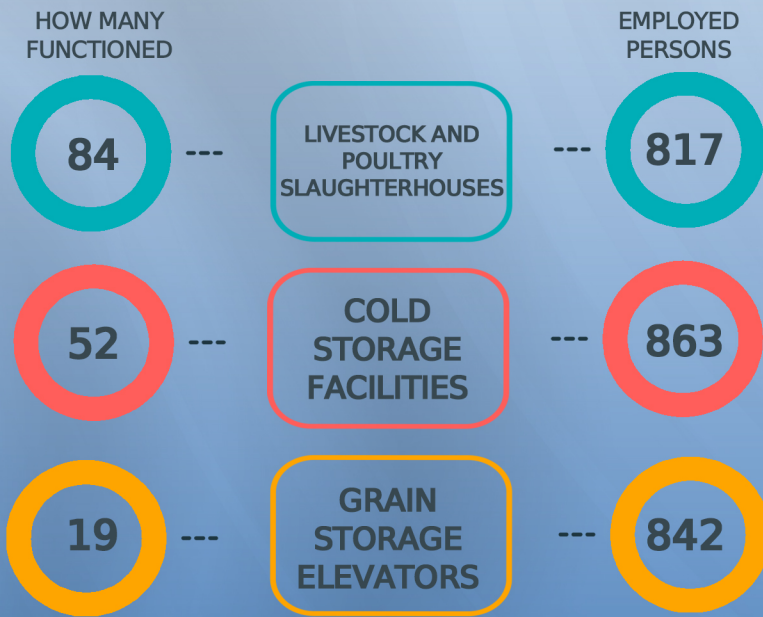 HOW MANY
FUNCTIONED
EMPLOYED
PERSONS
84
---
LIVESTOCK AND
POULTRY
SLAUGHTERHOUSES
---
817
52
---
COLD
STORAGE
FACILITIES
---
863
19
---
GRAIN
STORAGE
ELEVATORS
---
842